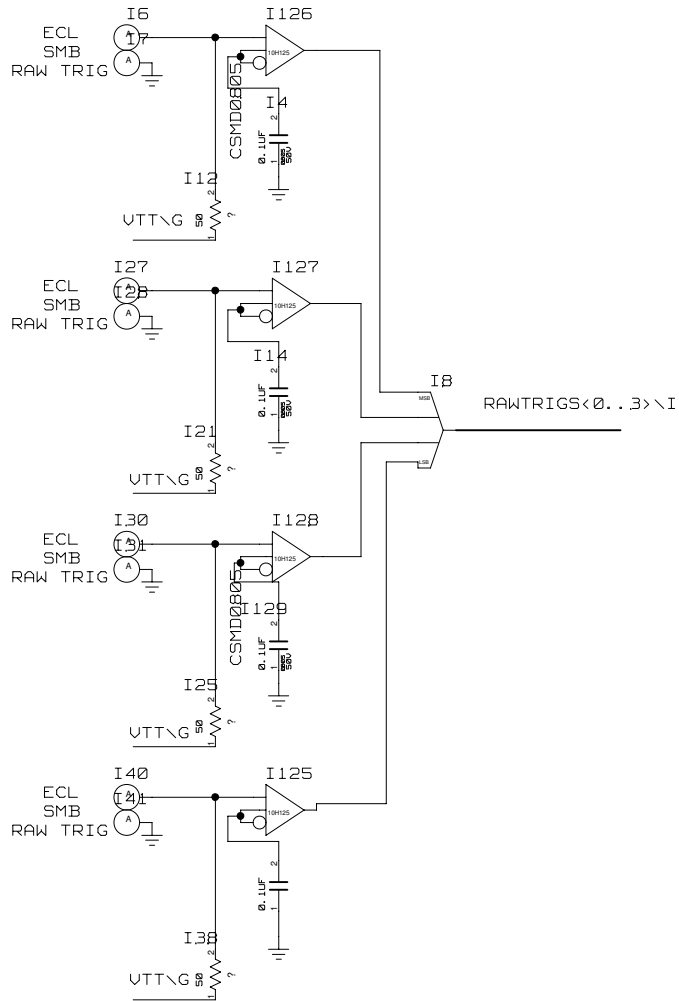 I6
I126
ECL
SMB
RAW TRIG
A
I7
A
10H125
CSMD0805
I4
2
0.1UF
50V
1
I12
2
VTT\G
50
?
1
I27
I127
ECL
SMB
RAW TRIG
A
I28
A
10H125
I14
2
0.1UF
50V
1
I8
MSB
RAWTRIGS<0..3>\I
LSB
I21
2
VTT\G
50
?
1
I30
I128
ECL
SMB
RAW TRIG
A
I31
A
10H125
CSMD0805
I129
2
0.1UF
50V
1
I25
2
VTT\G
50
?
1
I40
I125
ECL
SMB
RAW TRIG
A
I41
A
10H125
2
0.1UF
1
I38
2
VTT\G
50
?
1